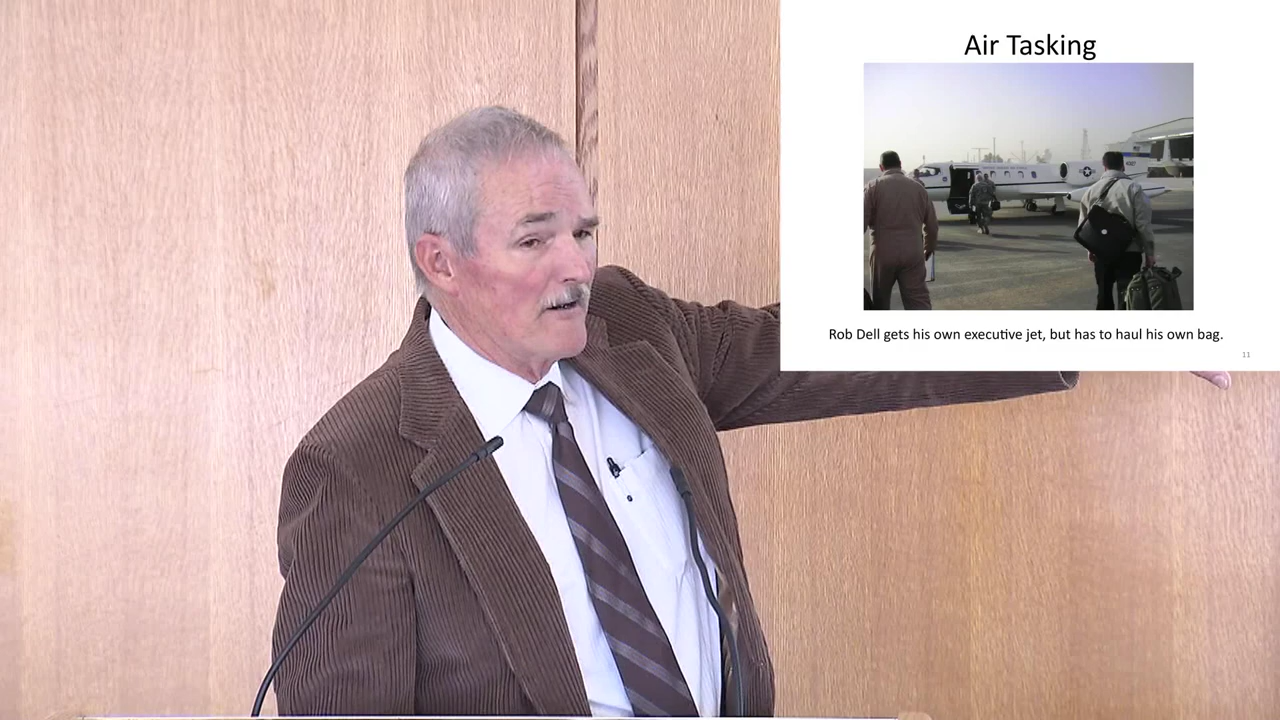 Air Tasking
Rob Dell gets his own executive jet, but has to haul his own bag.
11